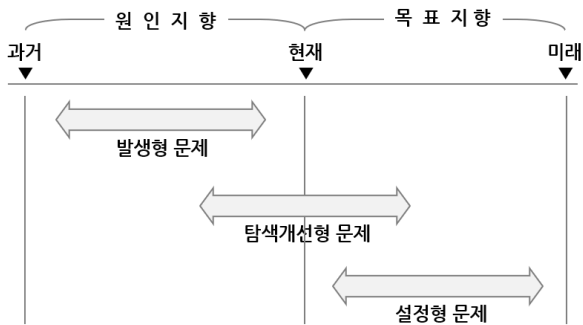 원인지향 목표지향
과거 현재 미래
발생형 문제
탐색개선형 문제
설정형 문제